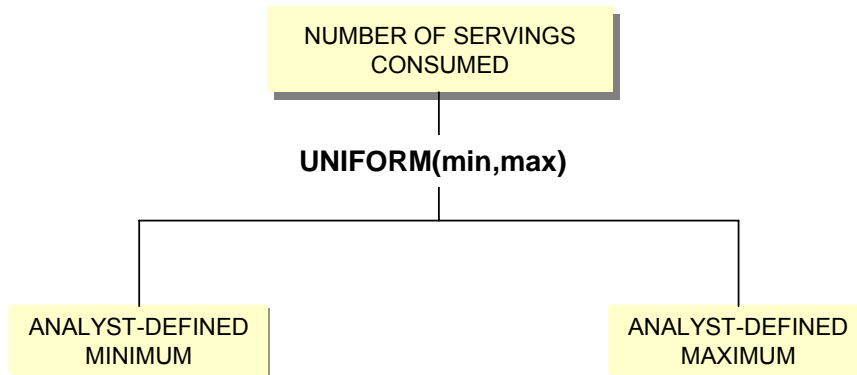 NUMBER OF SERVINGS
CONSUMED
UNIFORM(min,max)
ANALYST-DEFINED
MINIMUM
ANALYST-DEFINED
MAXIMUM